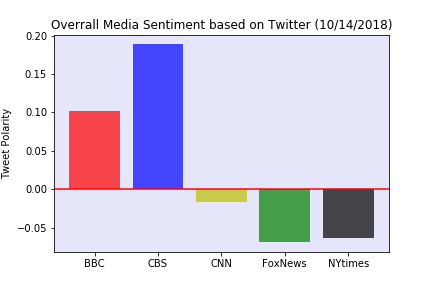 Overrall Media Sentiment based on Twitter (10/14/2018)
Tweet Polarity
0.20
0.15
0.10
0.05
0.00
−0.05
BBC CBS CNN FoxNews NYtimes